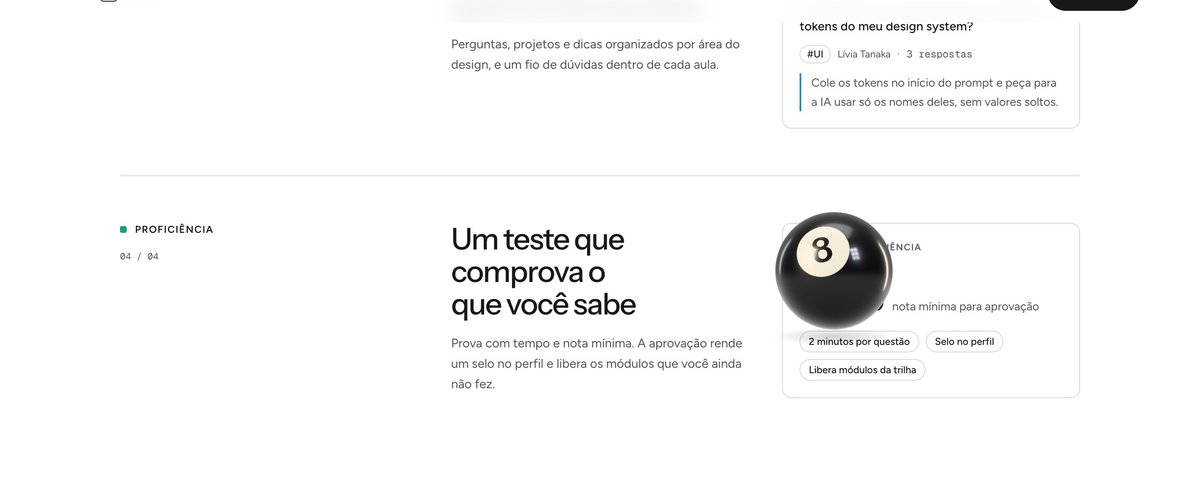 Perguntas, projetos e dicas organizados por área do
design, e um fio de dúvidas dentro de cada aula.
tokens do meu design system?
#UI Lívia Tanaka · 3 respostas
Cole os tokens no início do prompt e peça para
a IA usar só os nomes deles, sem valores soltos.
PROFICIÊNCIA
04 / 04
Um teste que
comprova o
que você sabe
Prova com tempo e nota mínima. A aprovação rende
um selo no perfil e libera os módulos que você ainda
não fez.
8
nota mínima para aprovação
2 minutos por questão
Selo no perfil
Libera módulos da trilha